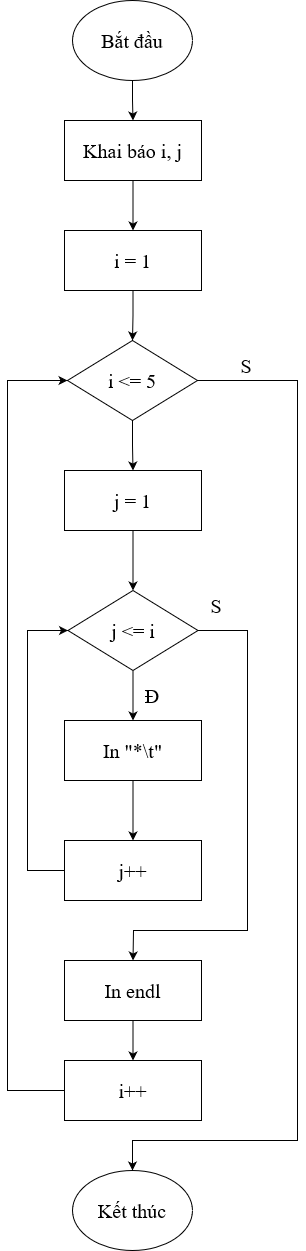 Bắt đầu
Khai báo i, j
i = 1
i <= 5
S
j = 1
j <= i
S
Đ
In "*\t"
j++
In endl
i++
Kết thúc